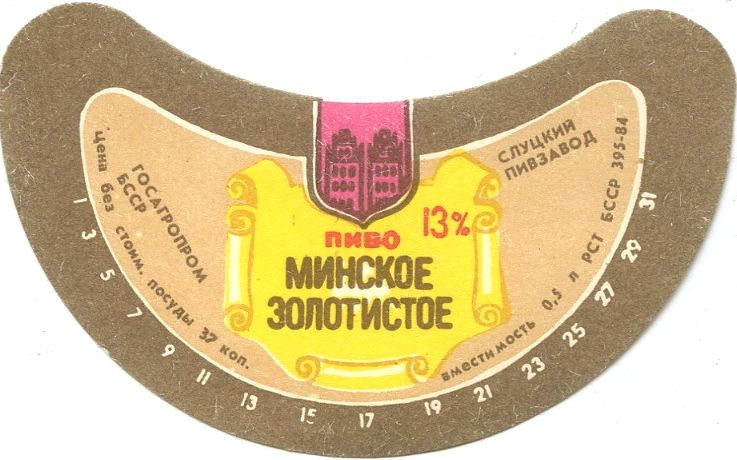 ГОСАГРОПРОМ
БССР
Цена без стоим. посуды 37 коп.
СЛУЦКИЙ
ПИВЗАВОД
Вместимость 0,5 л РСТ БССР 395-84
13%
ПИВО
МИНСКОЕ
ЗОЛОТИСТОЕ
1 3 5 7 9 11 13 15 17 19 21 23 25 27 29 31